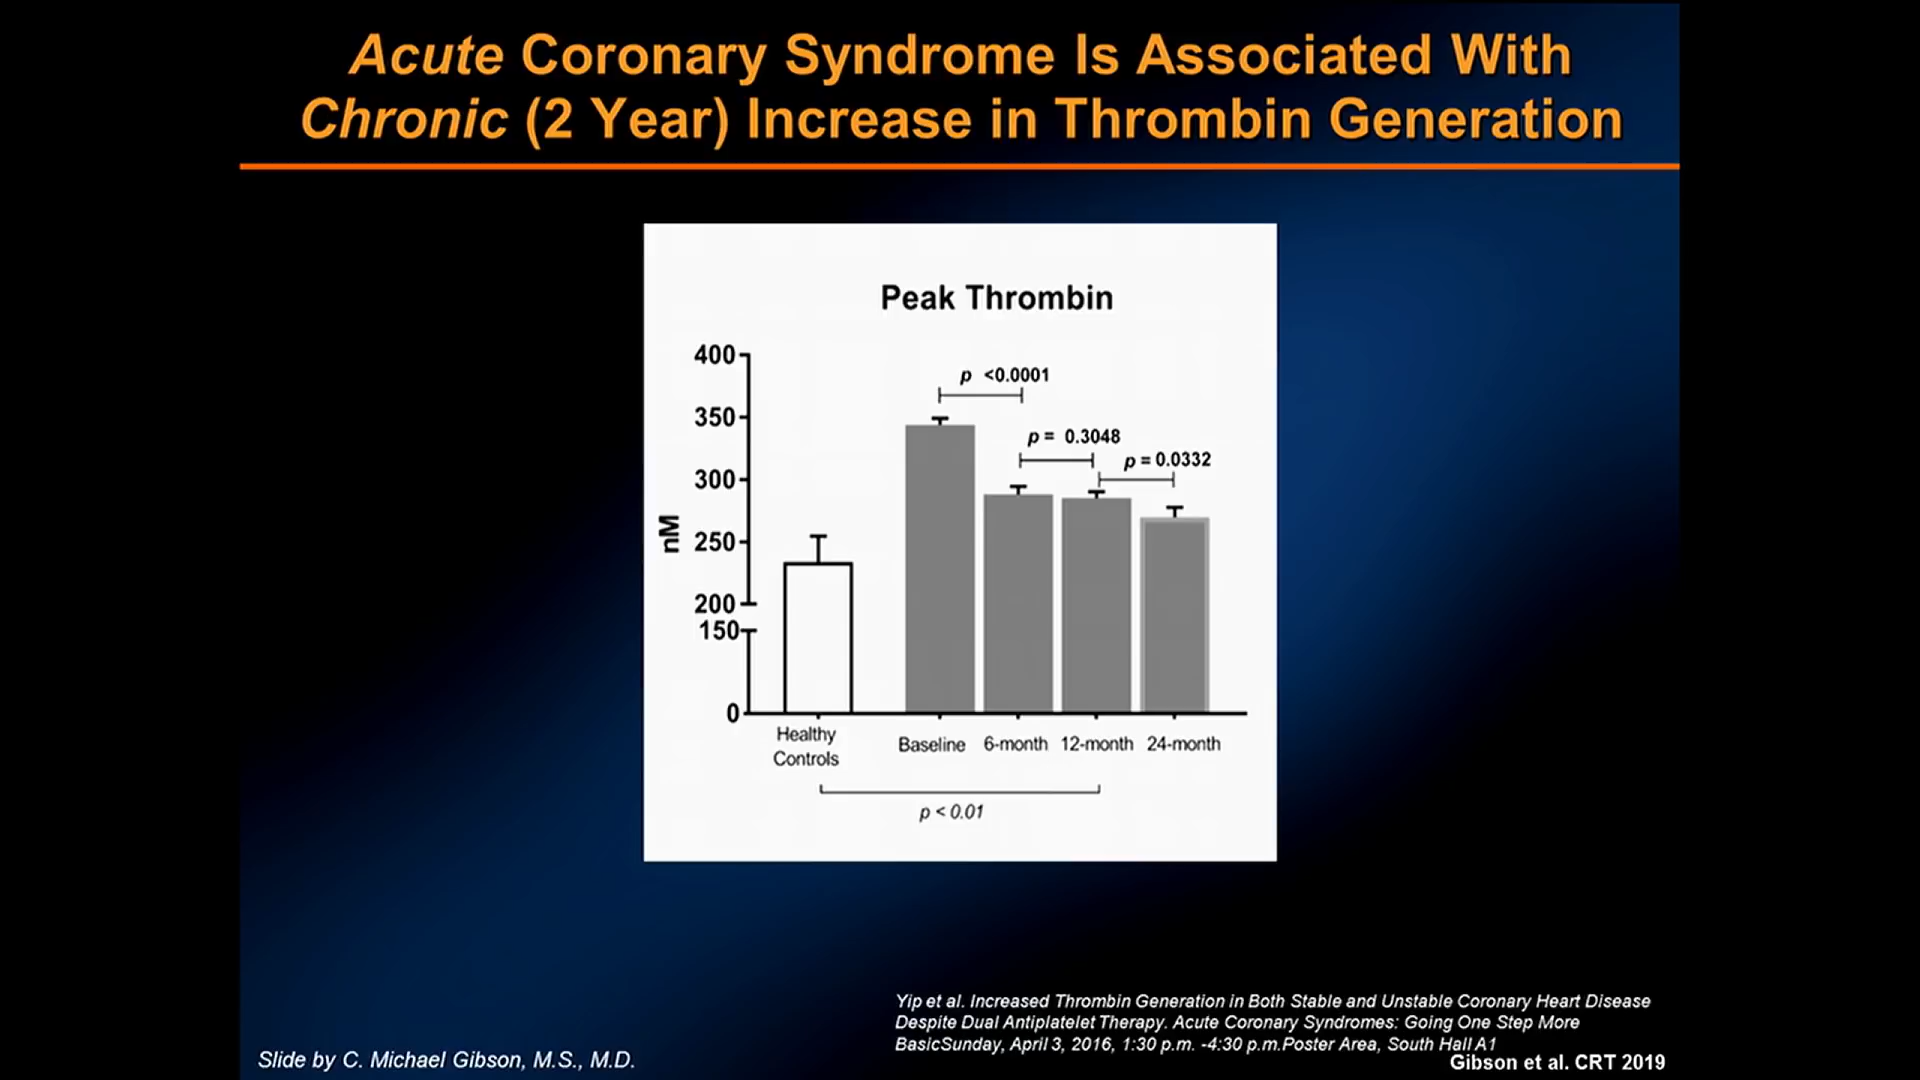 Acute Coronary Syndrome Is Associated With
Chronic (2 Year) Increase in Thrombin Generation
Peak Thrombin
400
350
300
250
200
150
0
nM
p <0.0001
p = 0.3048
p = 0.0332
Healthy
Controls
Baseline 6-month 12-month 24-month
p < 0.01
Yip et al. Increased Thrombin Generation in Both Stable and Unstable Coronary Heart Disease
Despite Dual Antiplatelet Therapy. Acute Coronary Syndromes: Going One Step More
BasicSunday, April 3, 2016, 1:30 p.m. -4:30 p.m.Poster Area, South Hall A1
Slide by C. Michael Gibson, M.S., M.D.
Gibson et al. CRT 2019